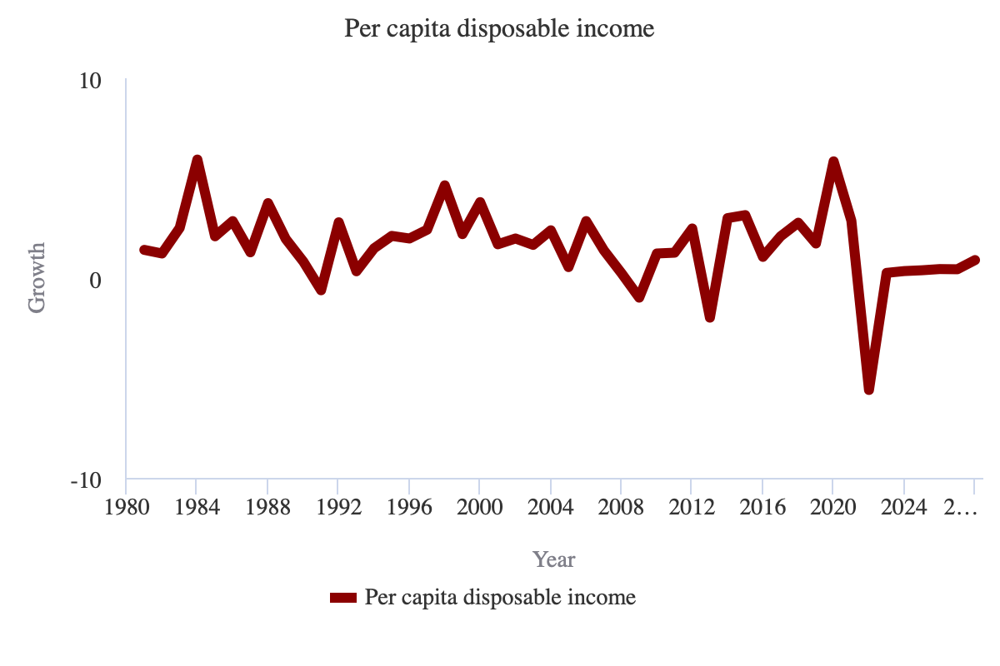 Per capita disposable income
10
0
-10
Growth
1980 1984 1988 1992 1996 2000 2004 2008 2012 2016 2020 2024 2…
Year
Per capita disposable income